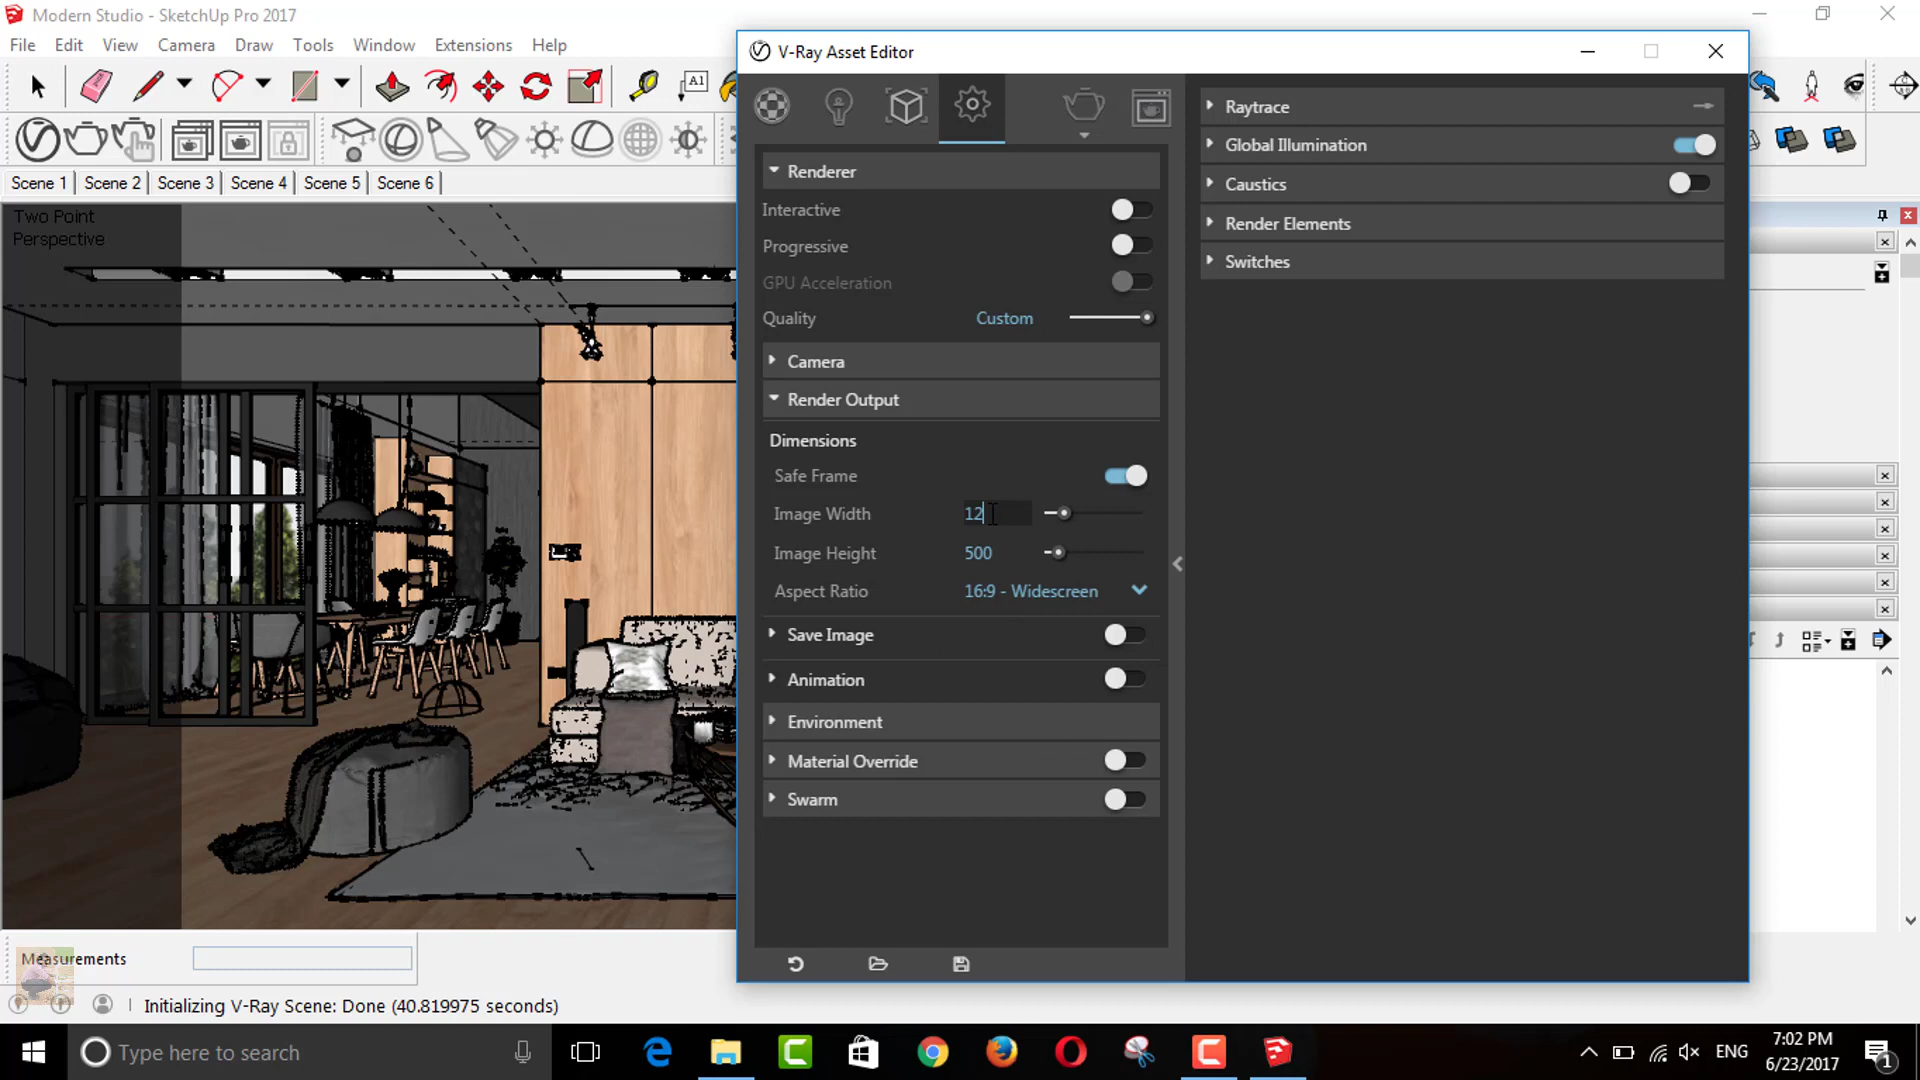 Modern Studio - SketchUp Pro 2017
File Edit View Camera Draw Tools Window Extensions Help
A1
Scene 1 Scene 2 Scene 3 Scene 4 Scene 5 Scene 6
Two Point
Perspective
V-Ray Asset Editor
Renderer
Interactive
Progressive
GPU Acceleration
Quality Custom
Camera
Render Output
Dimensions
Safe Frame
Image Width 12
Image Height 500
Aspect Ratio 16:9 - Widescreen
Save Image
Animation
Environment
Material Override
Swarm
Raytrace
Global Illumination
Caustics
Render Elements
Switches
Measurements
Initializing V-Ray Scene: Done (40.819975 seconds)
Type here to search
ENG
7:02 PM
6/23/2017
1